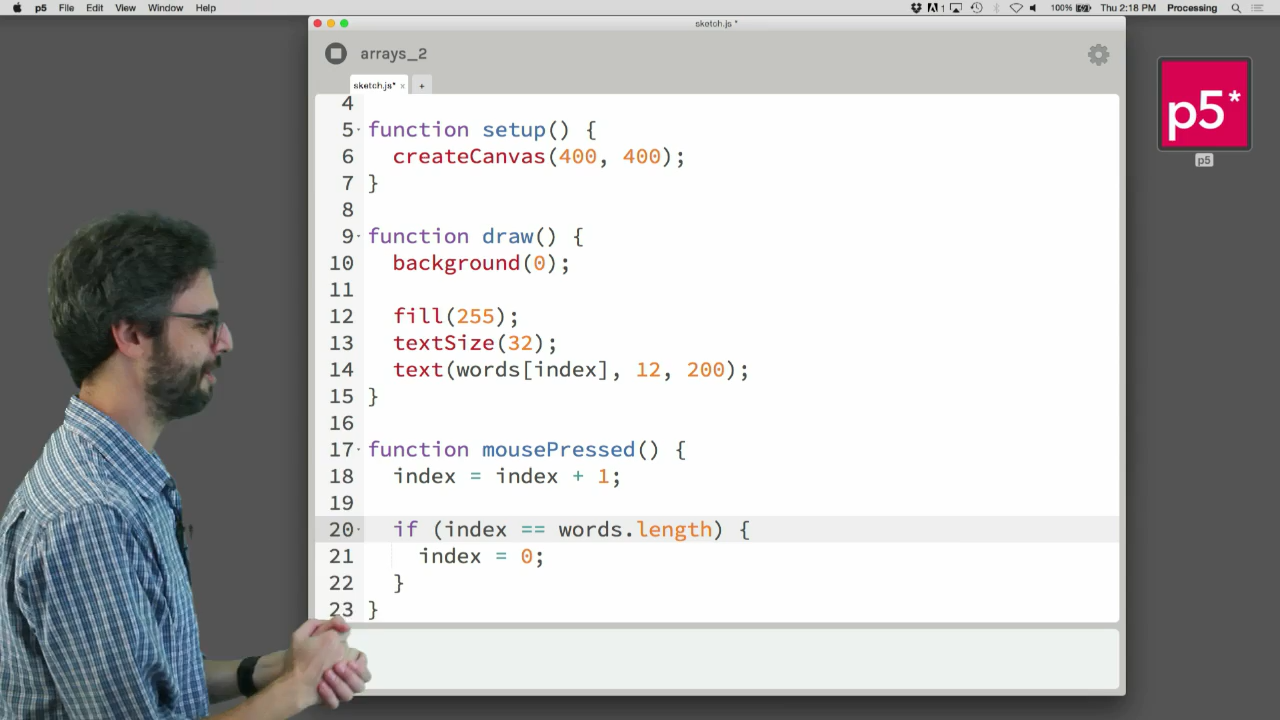 p5 File Edit View Window Help 1 100% Thu 2:18 PM Processing
sketch.js *
arrays_2
sketch.js* x +
4
5 function setup() {
6 createCanvas(400, 400);
7 }
8
9 function draw() {
10 background(0);
11
12 fill(255);
13 textSize(32);
14 text(words[index], 12, 200);
15 }
16
17 function mousePressed() {
18 index = index + 1;
19
20 if (index == words.length) {
21 index = 0;
22 }
23 }
p5*
p5